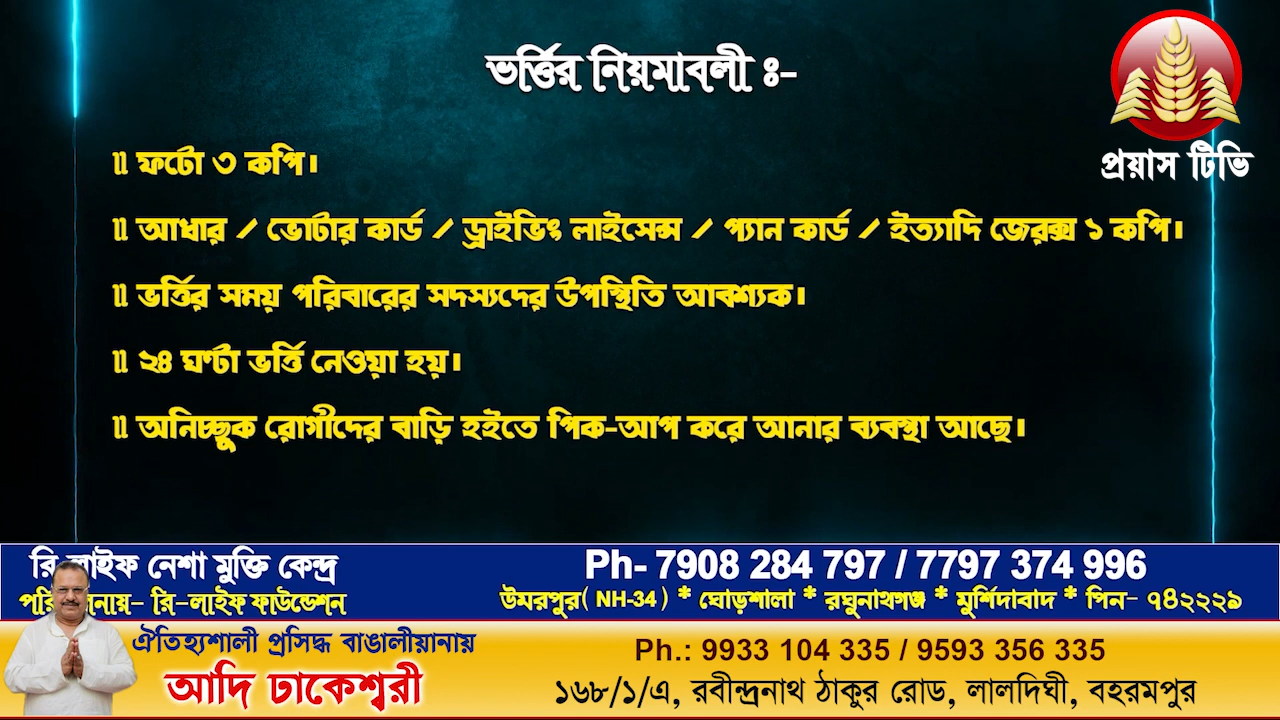 ভর্ত্তির নিয়মাবলী ঃ-
প্রয়াস টিভি
॥ ফটো ৩ কপি।
॥ আধার / ভোটার কার্ড / ড্রাইভিং লাইসেন্স / প্যান কার্ড / ইত্যাদি জেরক্স ১ কপি।
॥ ভর্ত্তির সময় পরিবারের সদস্যদের উপস্থিতি আবশ্যক।
॥ ২৪ ঘণ্টা ভর্ত্তি নেওয়া হয়।
॥ অনিচ্ছুক রোগীদের বাড়ি হইতে পিক-আপ করে আনার ব্যবস্থা আছে।
রি-লাইফ নেশা মুক্তি কেন্দ্র
রি-লাইফ ফাউন্ডেশন
Ph- 7908 284 797 / 7797 374 996
উমরপুর( NH-34 ) * ঘোড়শালা * রঘুনাথগঞ্জ * মুর্শিদাবাদ * পিন- ৭৪২২২৯
ঐতিহ্যশালী প্রসিদ্ধ বাঙালীয়ানায়
আদি ঢাকেশ্বরী
Ph.: 9933 104 335 / 9593 356 335
১৬৮/১/এ, রবীন্দ্রনাথ ঠাকুর রোড, লালদিঘী, বহরমপুর